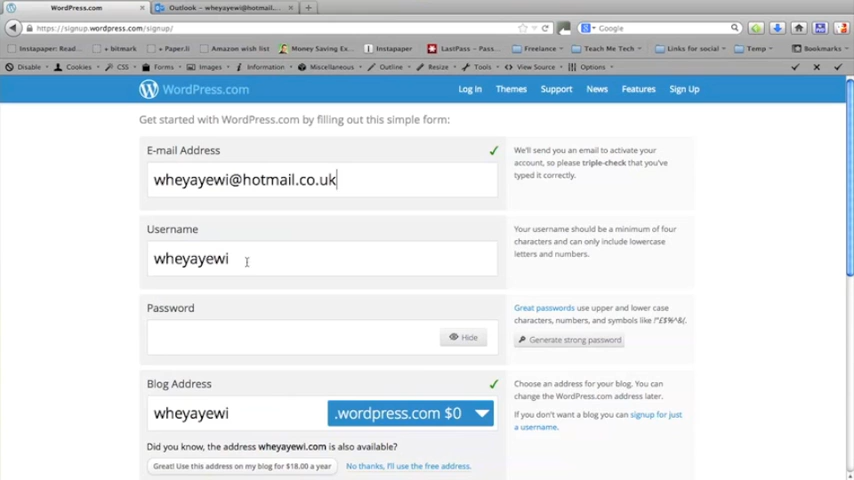 WordPress.com
Outlook – wheyayewi@hotmail....
https://signup.wordpress.com/signup/
Google
Instapaper: Read...
+ bitmark
+ Paper.li
Amazon wish list
Money Saving Ex...
Instapaper
LastPass – Pass...
Freelance
Teach Me Tech
Links for social
Temp
Bookmarks
Disable
Cookies
CSS
Forms
Images
Information
Miscellaneous
Outline
Resize
Tools
View Source
Options
WordPress.com
Log In
Themes
Support
News
Features
Sign Up
Get started with WordPress.com by filling out this simple form:
E-mail Address
wheyayewi@hotmail.co.uk
We'll send you an email to activate your
account, so please triple-check that you've
typed it correctly.
Username
wheyayewi
Your username should be a minimum of four
characters and can only include lowercase
letters and numbers.
Password
Hide
Great passwords use upper and lower case
characters, numbers, and symbols like !"£$%^&(.
Generate strong password
Blog Address
wheyayewi
.wordpress.com $0
Choose an address for your blog. You can
change the WordPress.com address later.
If you don't want a blog you can signup for just
a username.
Did you know, the address wheyayewi.com is also available?
Great! Use this address on my blog for $18.00 a year
No thanks, I'll use the free address.